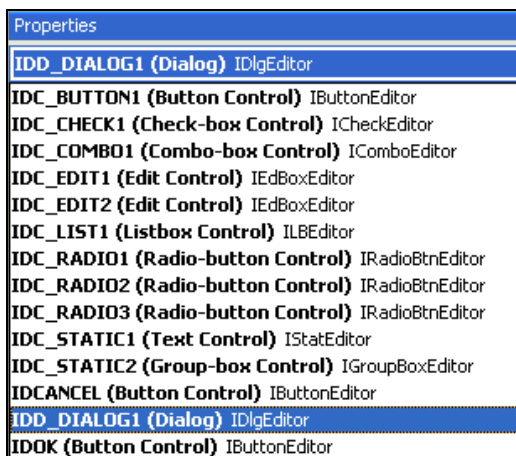 Properties
IDD_DIALOG1 (Dialog) IDlgEditor
IDC_BUTTON1 (Button Control) IButtonEditor
IDC_CHECK1 (Check-box Control) ICheckEditor
IDC_COMBO1 (Combo-box Control) IComboEditor
IDC_EDIT1 (Edit Control) IEdBoxEditor
IDC_EDIT2 (Edit Control) IEdBoxEditor
IDC_LIST1 (Listbox Control) ILBEditor
IDC_RADIO1 (Radio-button Control) IRadioBtnEditor
IDC_RADIO2 (Radio-button Control) IRadioBtnEditor
IDC_RADIO3 (Radio-button Control) IRadioBtnEditor
IDC_STATIC1 (Text Control) IStatEditor
IDC_STATIC2 (Group-box Control) IGroupBoxEditor
IDCANCEL (Button Control) IButtonEditor
IDD_DIALOG1 (Dialog) IDlgEditor
IDOK (Button Control) IButtonEditor